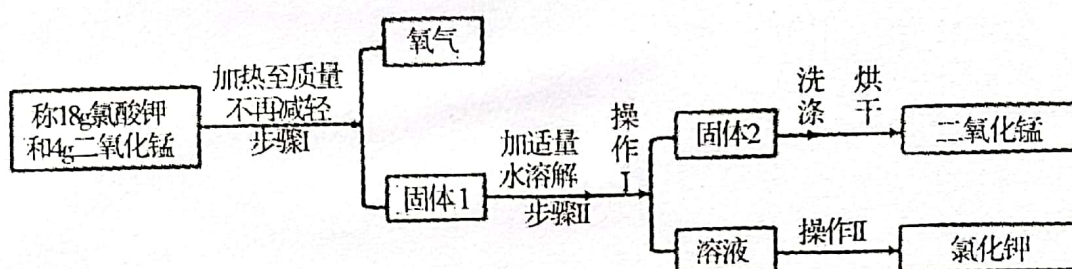 称18g氯酸钾
和4g二氧化锰
加热至质量
不再减轻
步骤I
氧气
固体1
加适量
水溶解
步骤II
操作I
固体2
洗涤
烘干
二氧化锰
溶液
操作II
氯化钾